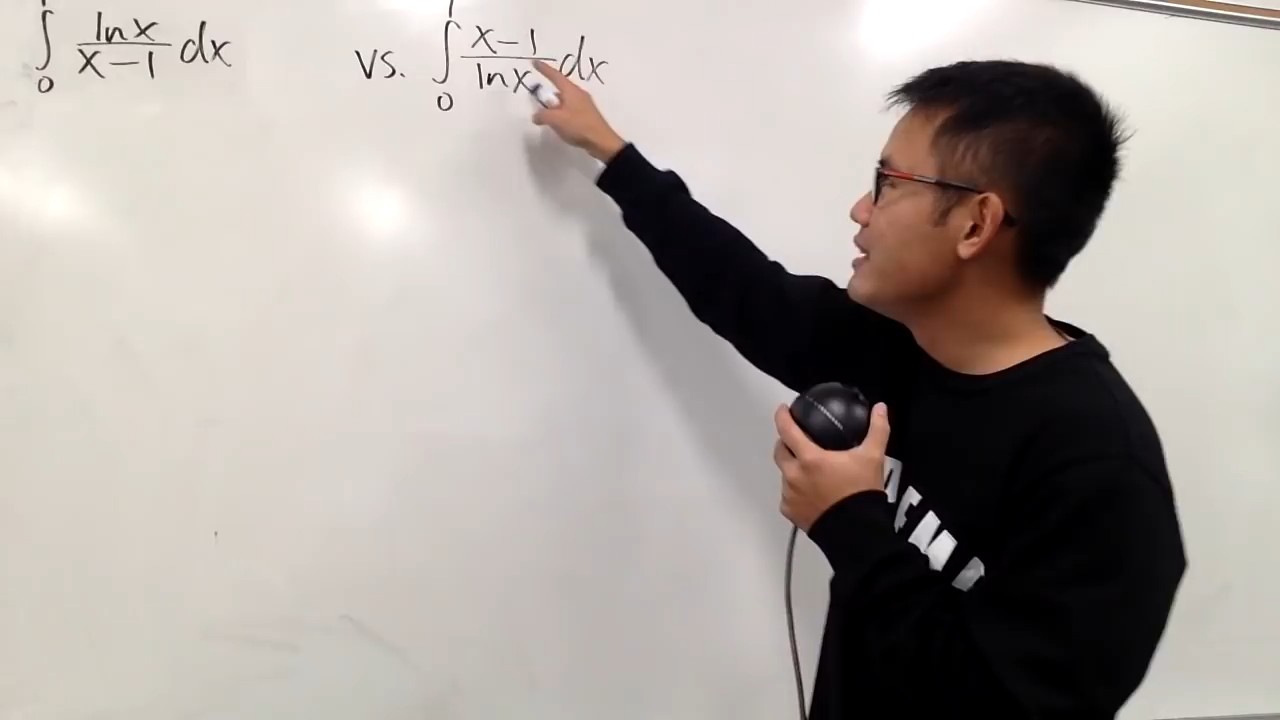 ∫₀¹ ln x / (x − 1) dx vs. ∫₀¹ (x − 1) / ln x dx